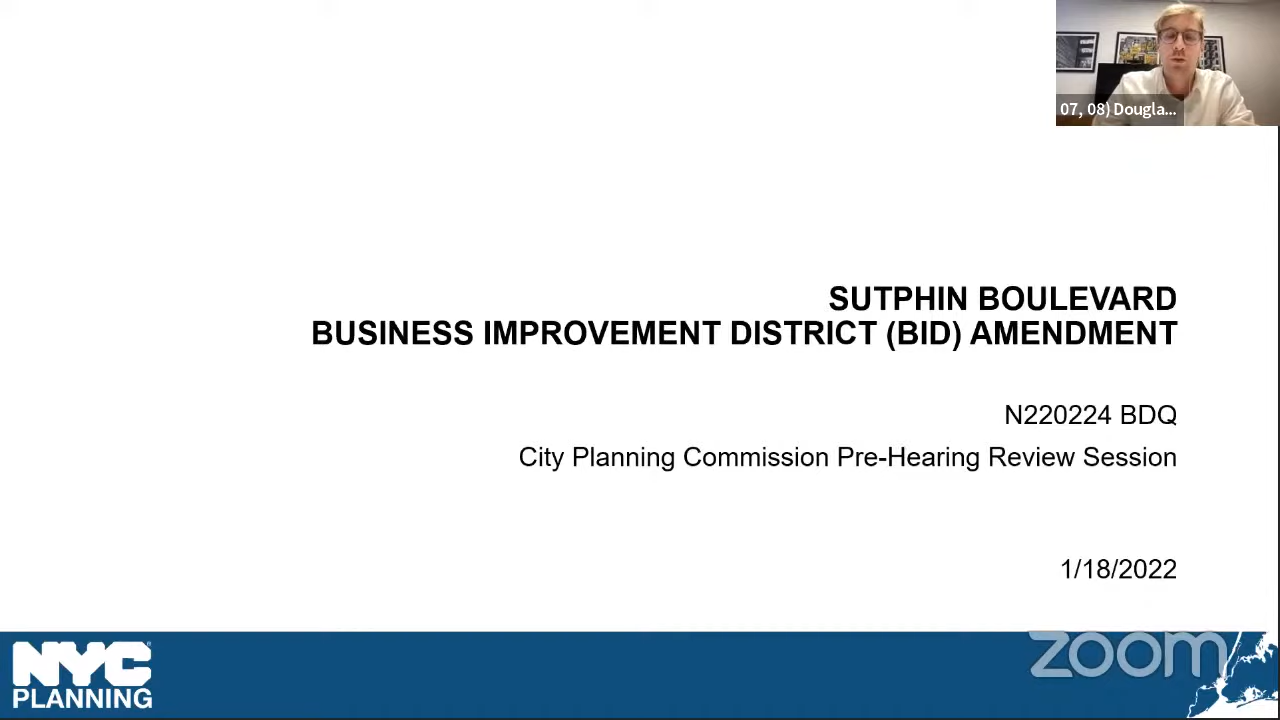 07, 08) Dougla...
SUTPHIN BOULEVARD
BUSINESS IMPROVEMENT DISTRICT (BID) AMENDMENT
N220224 BDQ
City Planning Commission Pre-Hearing Review Session
1/18/2022
NYC
PLANNING
zoom